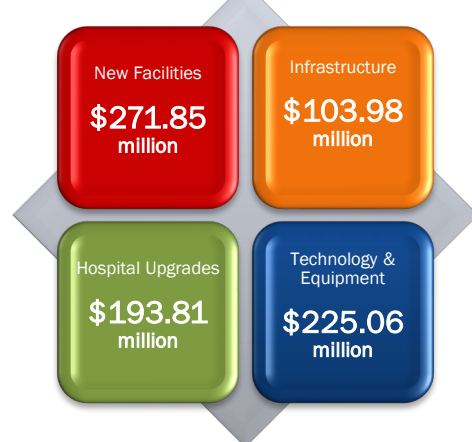 New Facilities
$271.85
million
Infrastructure
$103.98
million
Hospital Upgrades
$193.81
million
Technology &
Equipment
$225.06
million